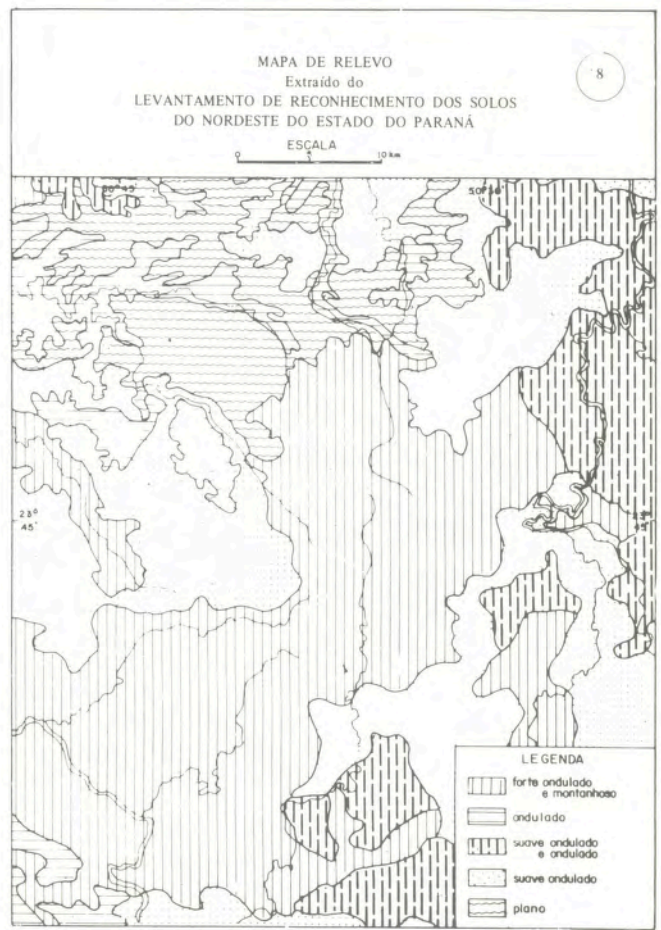 MAPA DE RELEVO
Extraído do
LEVANTAMENTO DE RECONHECIMENTO DOS SOLOS
DO NORDESTE DO ESTADO DO PARANÁ
8
ESCALA
0 10 km
50° 45'
23°
45'
23°
45'
LEGENDA
forte ondulado
e montanhoso
ondulado
suave ondulado
e ondulado
suave ondulado
plano